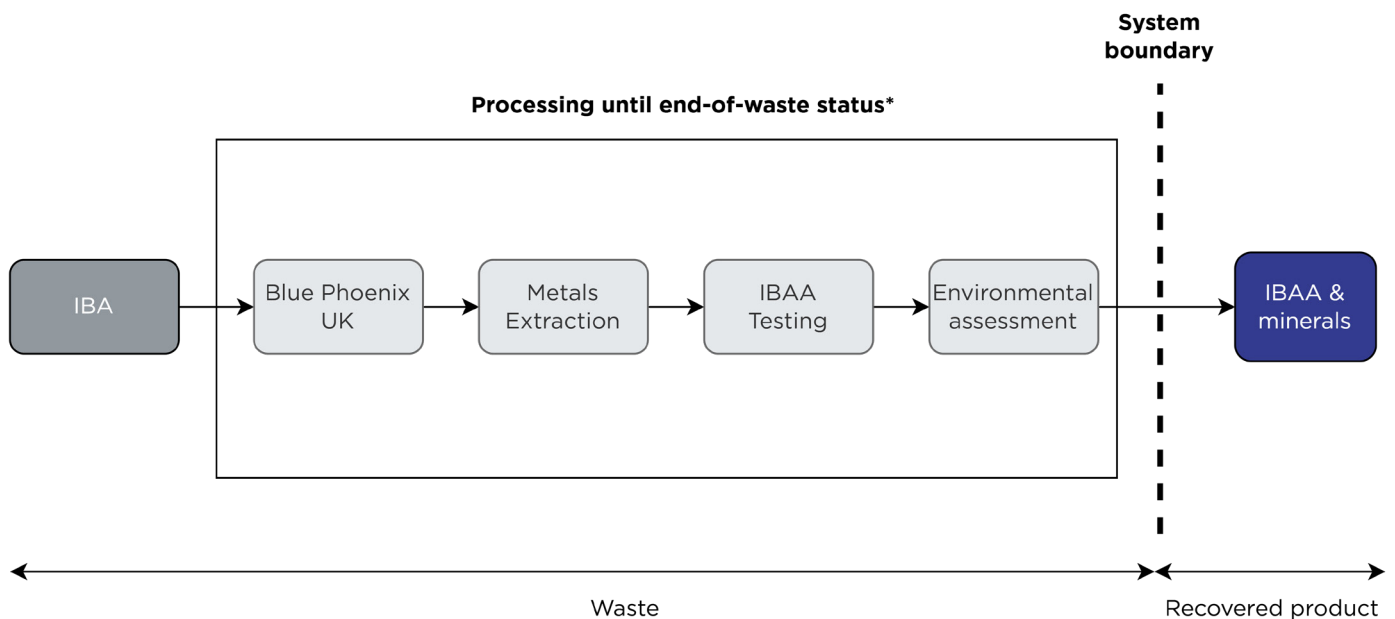 System
boundary
Processing until end-of-waste status*
IBA
Blue Phoenix
UK
Metals
Extraction
IBAA
Testing
Environmental
assessment
IBAA &
minerals
Waste
Recovered product